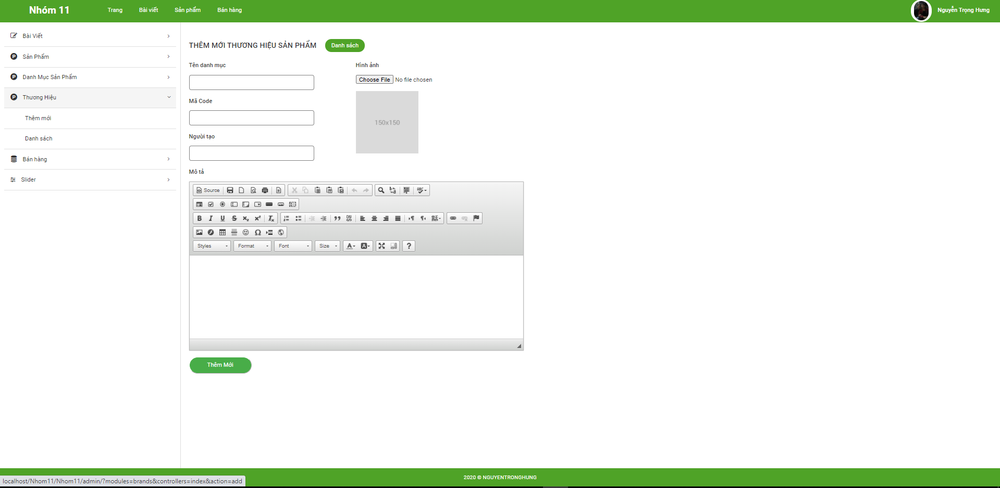 Nhóm 11 Trang Bài viết Sản phẩm Bán hàng Nguyễn Trọng Hưng
Bài Viết
Sản Phẩm
Danh Mục Sản Phẩm
Thương Hiệu
Thêm mới
Danh sách
Bán hàng
Slider
THÊM MỚI THƯƠNG HIỆU SẢN PHẨM Danh sách
Tên danh mục
Mã Code
Người tạo
Hình ảnh
Choose File No file chosen
150x150
Mô tả
Source
Styles Format Font Size
Thêm Mới
2020 © NGUYENTRONGHUNG
localhost/Nhom11/Nhom11/admin/?modules=brands&controllers=index&action=add